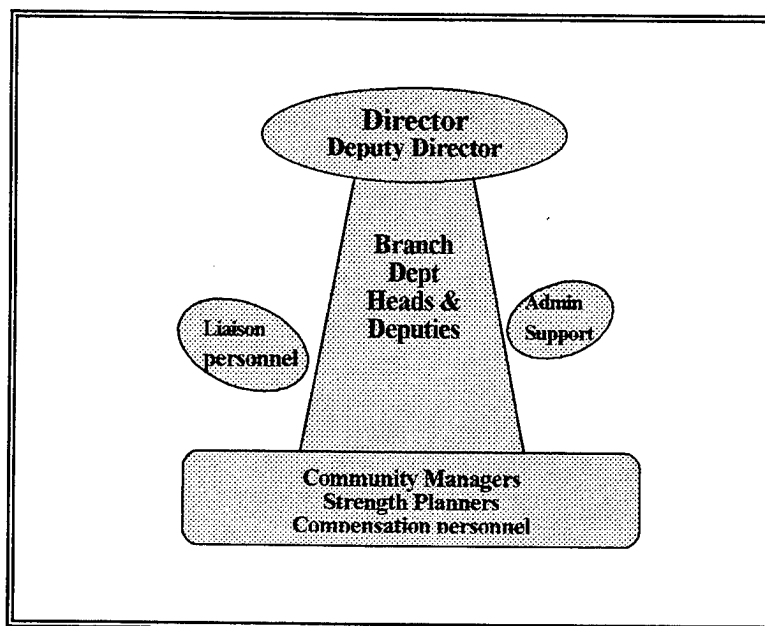 Director
Deputy Director
Branch
Dept
Heads &
Deputies
Liaison
personnel
Admin
Support
Community Managers
Strength Planners
Compensation personnel